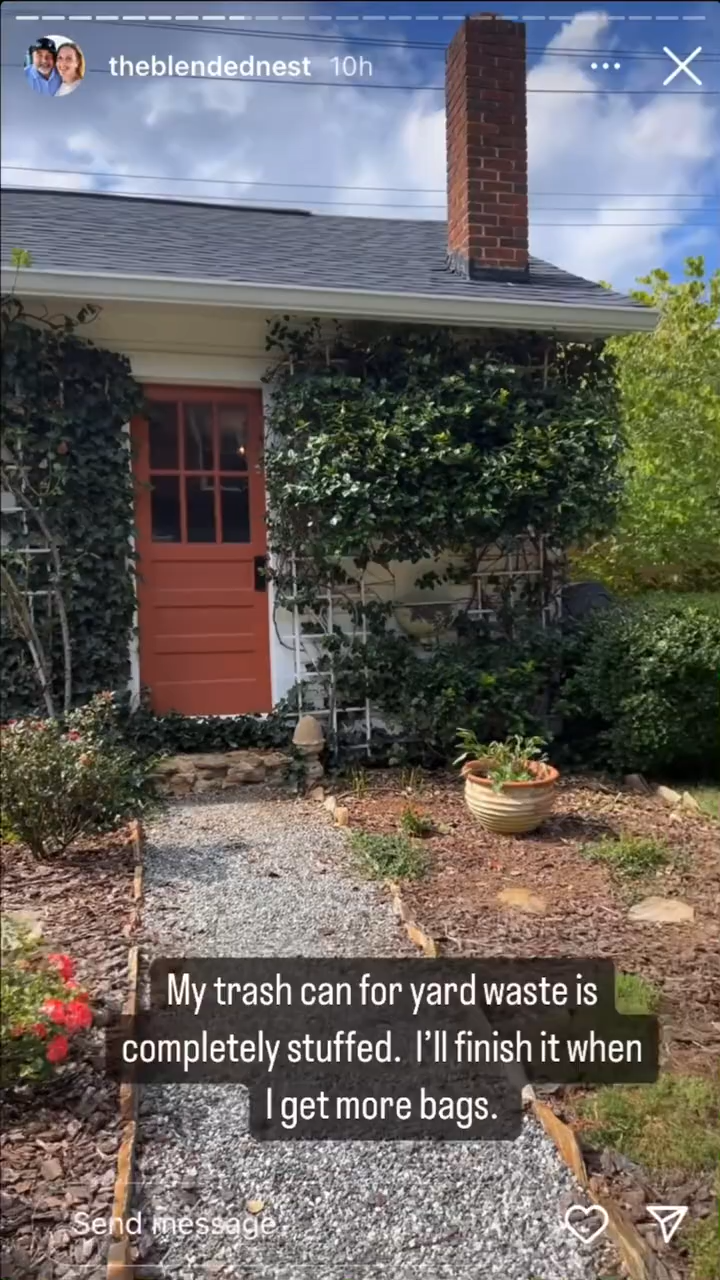 theblendednest 10h
My trash can for yard waste is
completely stuffed. I'll finish it when
I get more bags.
Send message